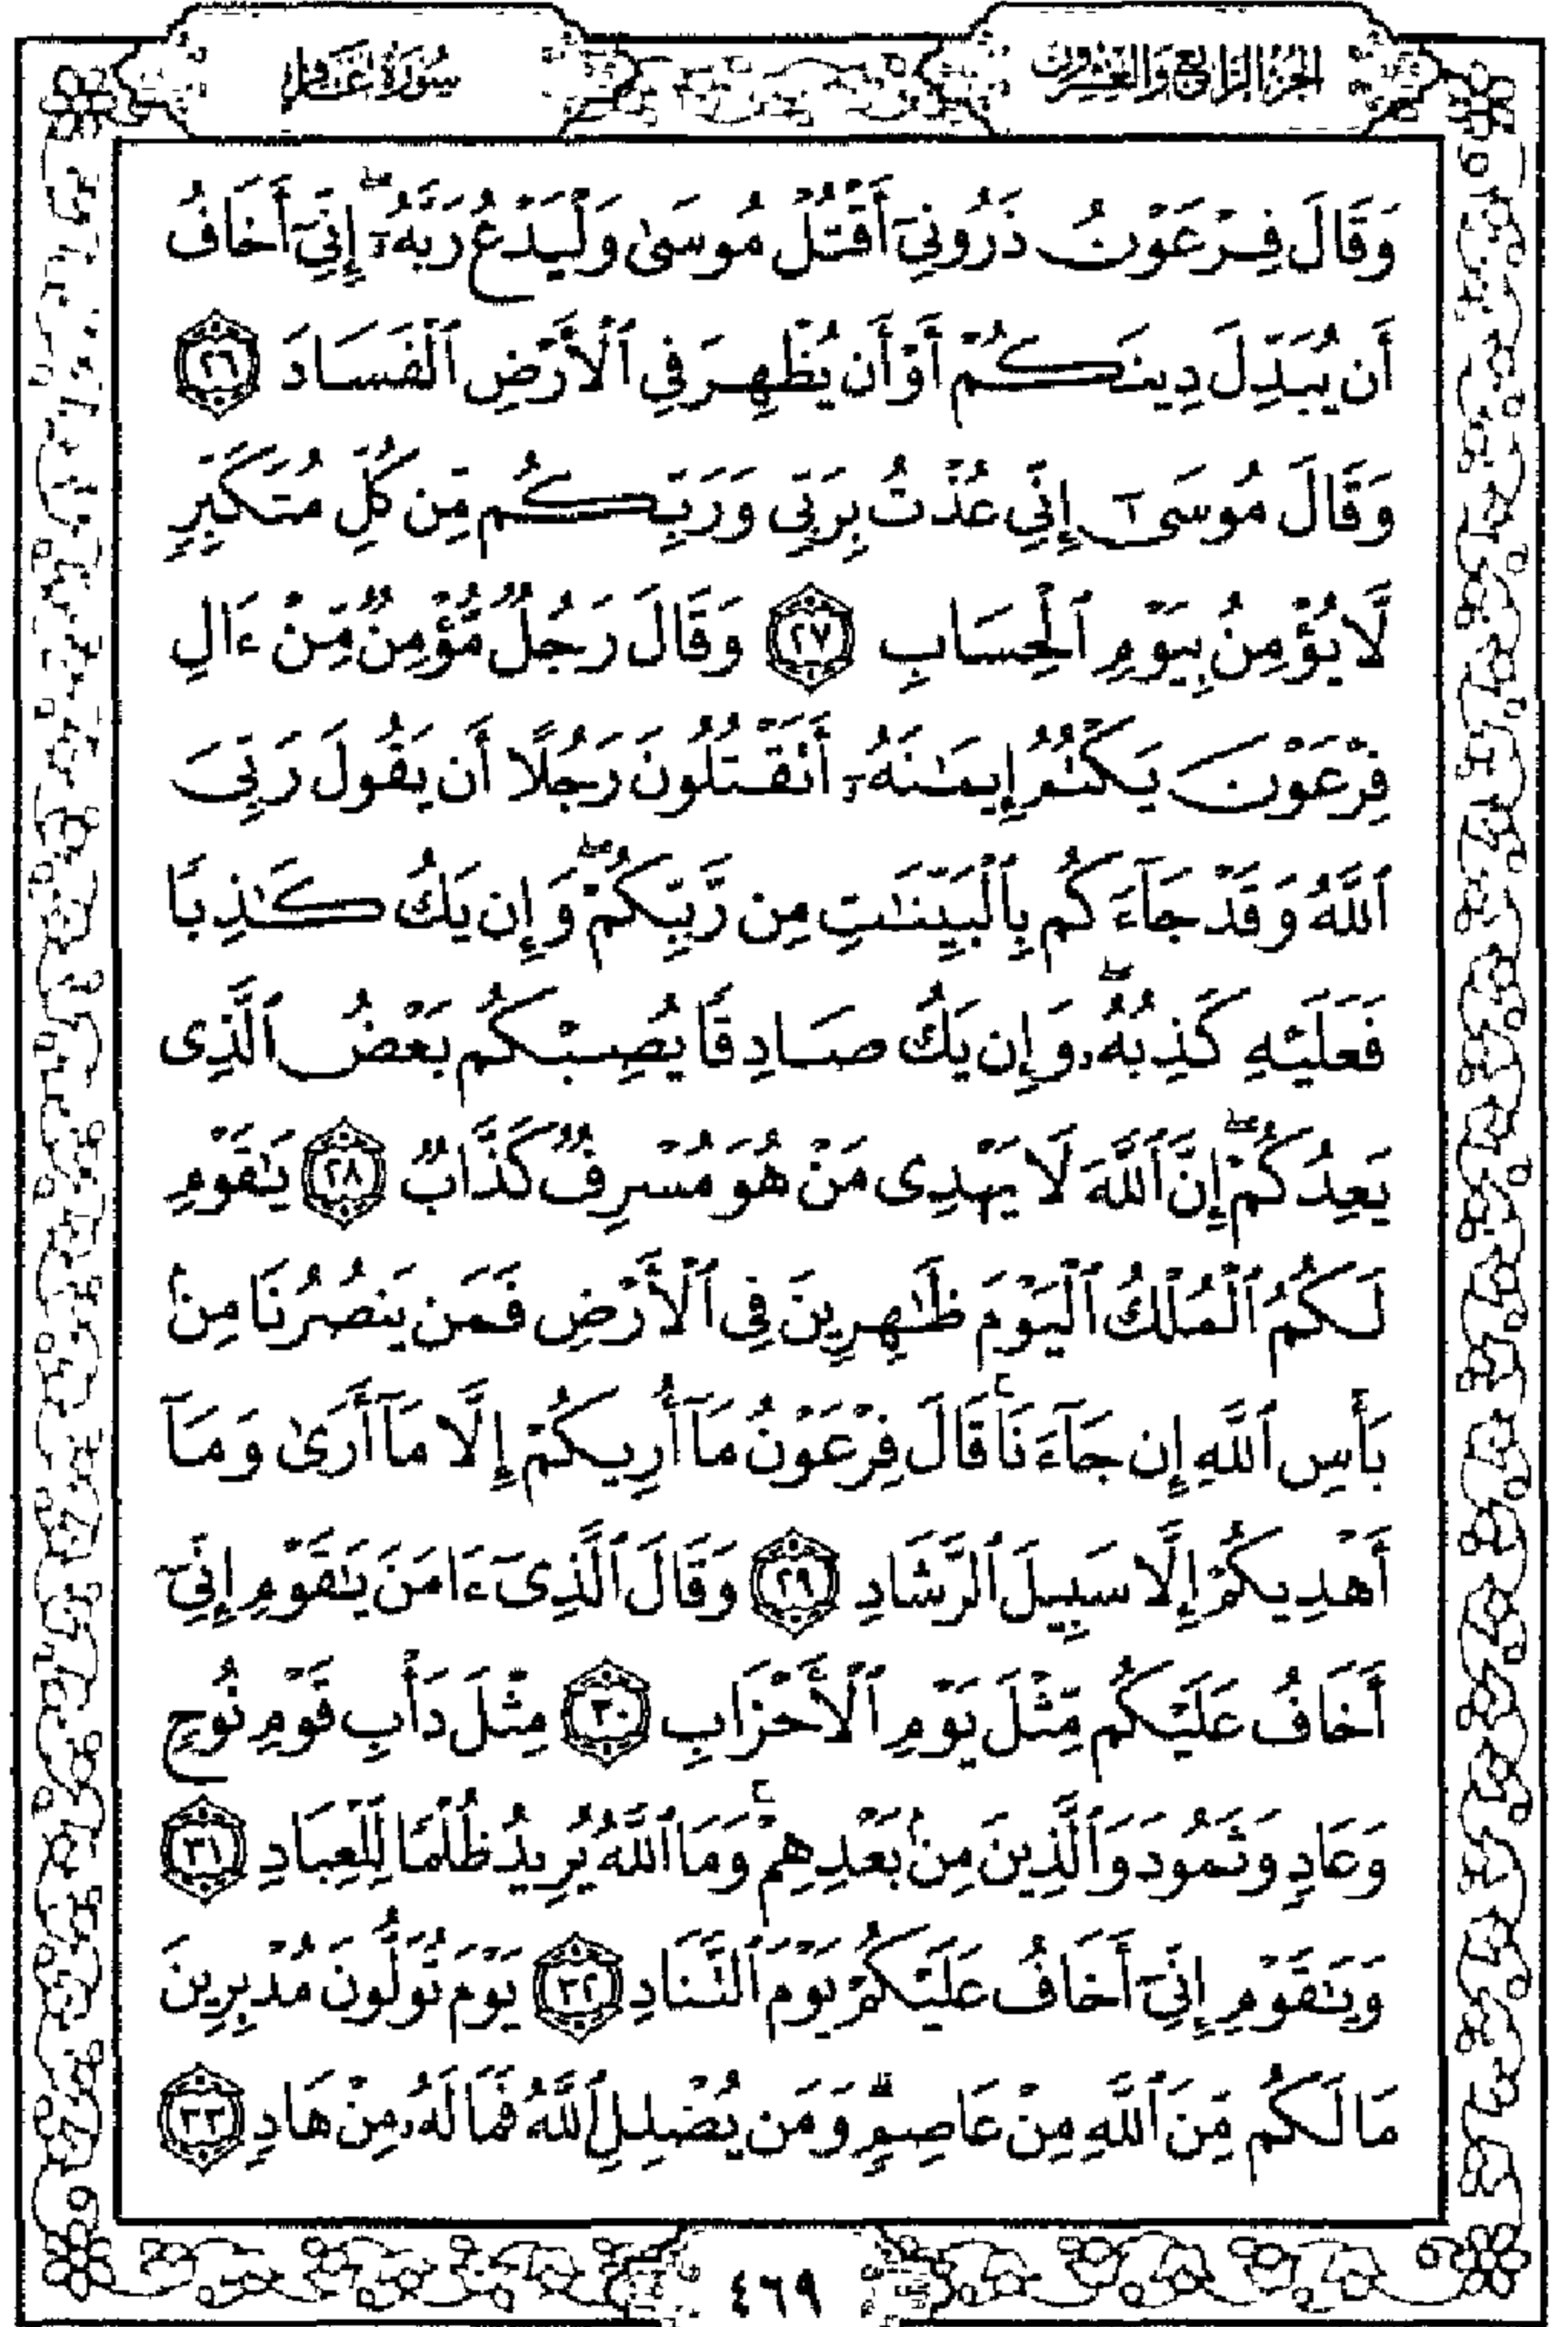 الجزء الرابع والعشرون
سورة غافر
وَقَالَ فِرْعَوْنُ ذَرُونِىٓ أَقْتُلْ مُوسَىٰ وَلْيَدْعُ رَبَّهُۥٓ ۖ إِنِّىٓ أَخَافُ
أَن يُبَدِّلَ دِينَكُمْ أَوْ أَن يُظْهِرَ فِى ٱلْأَرْضِ ٱلْفَسَادَ ٢٦
وَقَالَ مُوسَىٰٓ إِنِّى عُذْتُ بِرَبِّى وَرَبِّكُم مِّن كُلِّ مُتَكَبِّرٍ
لَّا يُؤْمِنُ بِيَوْمِ ٱلْحِسَابِ ٢٧ وَقَالَ رَجُلٌ مُّؤْمِنٌ مِّنْ ءَالِ
فِرْعَوْنَ يَكْتُمُ إِيمَـٰنَهُۥٓ أَتَقْتُلُونَ رَجُلًا أَن يَقُولَ رَبِّىَ
ٱللَّهُ وَقَدْ جَآءَكُم بِٱلْبَيِّنَـٰتِ مِن رَّبِّكُمْ ۖ وَإِن يَكُ كَـٰذِبًا
فَعَلَيْهِ كَذِبُهُۥ ۖ وَإِن يَكُ صَادِقًا يُصِبْكُم بَعْضُ ٱلَّذِى
يَعِدُكُمْ ۖ إِنَّ ٱللَّهَ لَا يَهْدِى مَنْ هُوَ مُسْرِفٌ كَذَّابٌ ٢٨ يَـٰقَوْمِ
لَكُمُ ٱلْمُلْكُ ٱلْيَوْمَ ظَـٰهِرِينَ فِى ٱلْأَرْضِ فَمَن يَنصُرُنَا مِنۢ
بَأْسِ ٱللَّهِ إِن جَآءَنَا ۚ قَالَ فِرْعَوْنُ مَآ أُرِيكُمْ إِلَّا مَآ أَرَىٰ وَمَآ
أَهْدِيكُمْ إِلَّا سَبِيلَ ٱلرَّشَادِ ٢٩ وَقَالَ ٱلَّذِىٓ ءَامَنَ يَـٰقَوْمِ إِنِّىٓ
أَخَافُ عَلَيْكُم مِّثْلَ يَوْمِ ٱلْأَحْزَابِ ٣٠ مِثْلَ دَأْبِ قَوْمِ نُوحٍ
وَعَادٍ وَثَمُودَ وَٱلَّذِينَ مِنۢ بَعْدِهِمْ ۚ وَمَا ٱللَّهُ يُرِيدُ ظُلْمًا لِّلْعِبَادِ ٣١
وَيَـٰقَوْمِ إِنِّىٓ أَخَافُ عَلَيْكُمْ يَوْمَ ٱلتَّنَادِ ٣٢ يَوْمَ تُوَلُّونَ مُدْبِرِينَ
مَا لَكُم مِّنَ ٱللَّهِ مِنْ عَاصِمٍ ۗ وَمَن يُضْلِلِ ٱللَّهُ فَمَا لَهُۥ مِنْ هَادٍ ٣٣
٤٦٩